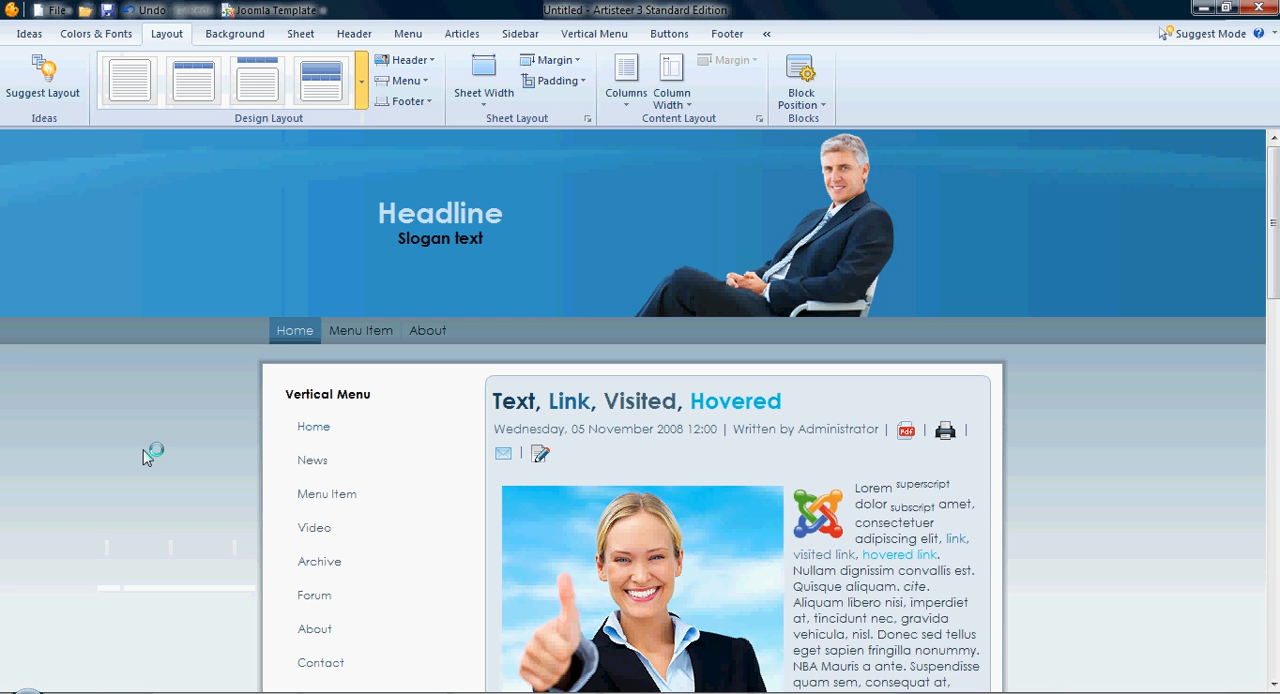 File Undo Redo Joomla Template Untitled - Artisteer 3 Standard Edition
Ideas Colors & Fonts Layout Background Sheet Header Menu Articles Sidebar Vertical Menu Buttons Footer « Suggest Mode
Suggest Layout Header Menu Footer Sheet Width Margin Padding Columns Column Width Margin Block Position
Ideas Design Layout Sheet Layout Content Layout Blocks
Headline
Slogan text
Home Menu Item About
Vertical Menu
Home
News
Menu Item
Video
Archive
Forum
About
Contact
Text, Link, Visited, Hovered
Wednesday, 05 November 2008 12:00 | Written by Administrator | PDF | |
|
Lorem superscript
dolor subscript amet,
consectetuer
adipiscing elit, link,
visited link, hovered link.
Nullam dignissim convallis est.
Quisque aliquam. cite.
Aliquam libero nisi, imperdiet
at, tincidunt nec, gravida
vehicula, nisl. Donec sed tellus
eget sapien fringilla nonummy.
NBA Mauris a ante. Suspendisse
quam sem, consequat at,